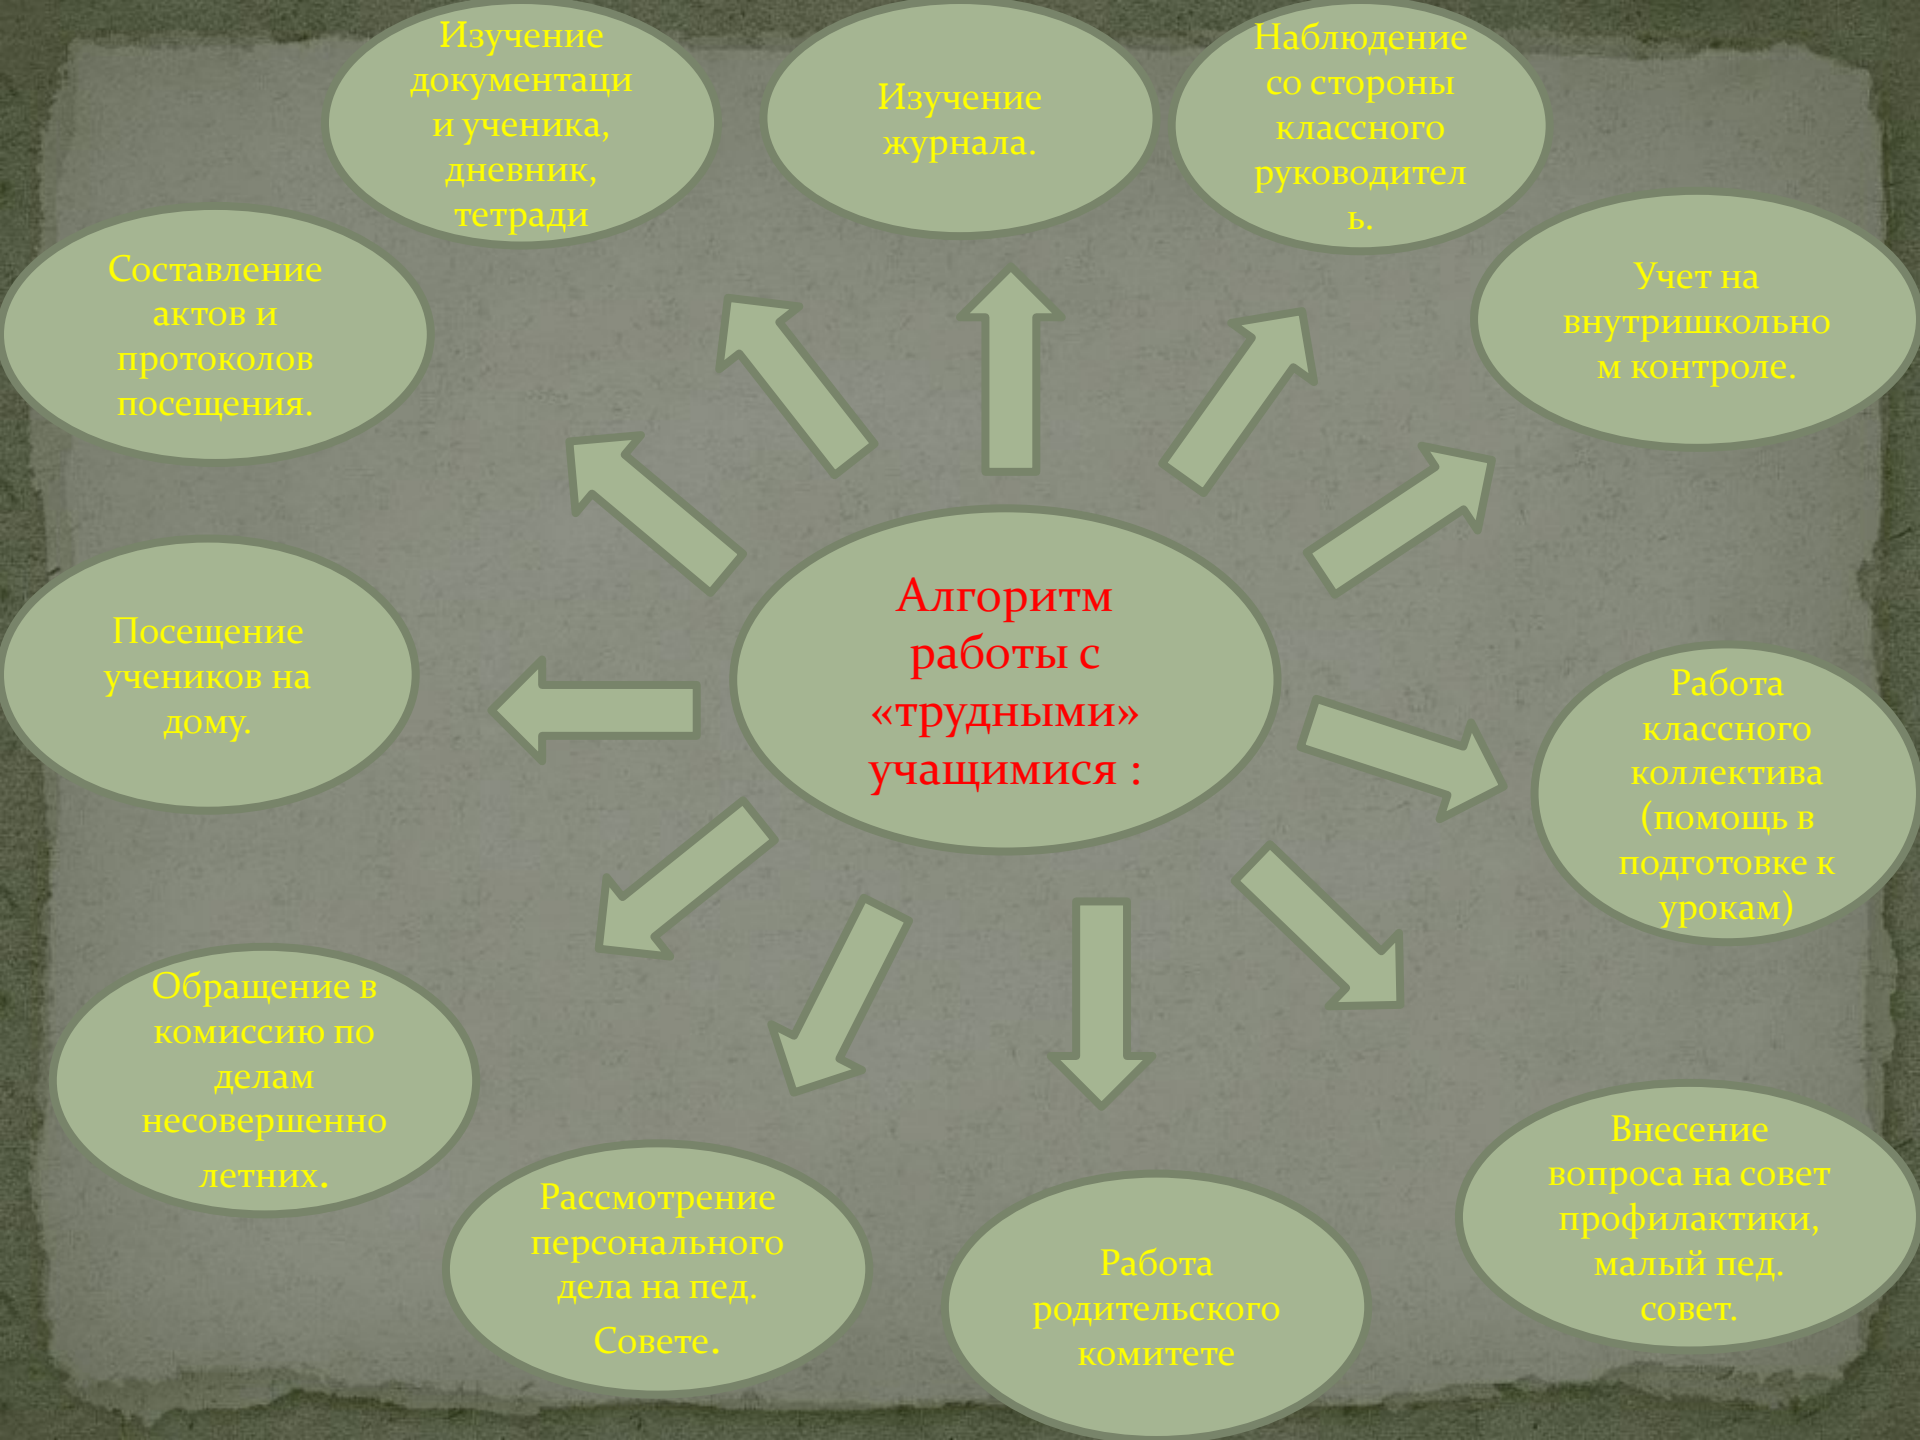 Изучение
документаци
и ученика,
дневник,
тетради
Изучение
журнала.
Наблюдение
со стороны
классного
руководител
ь.
Составление
актов и
протоколов
посещения.
Учет на
внутришкольно
м контроле.
Посещение
учеников на
дому.
Алгоритм
работы с
«трудными»
учащимися :
Работа
классного
коллектива
(помощь в
подготовке к
урокам)
Обращение в
комиссию по
делам
несовершенно
летних.
Рассмотрение
персонального
дела на пед.
Совете.
Работа
родительского
комитете
Внесение
вопроса на совет
профилактики,
малый пед.
совет.